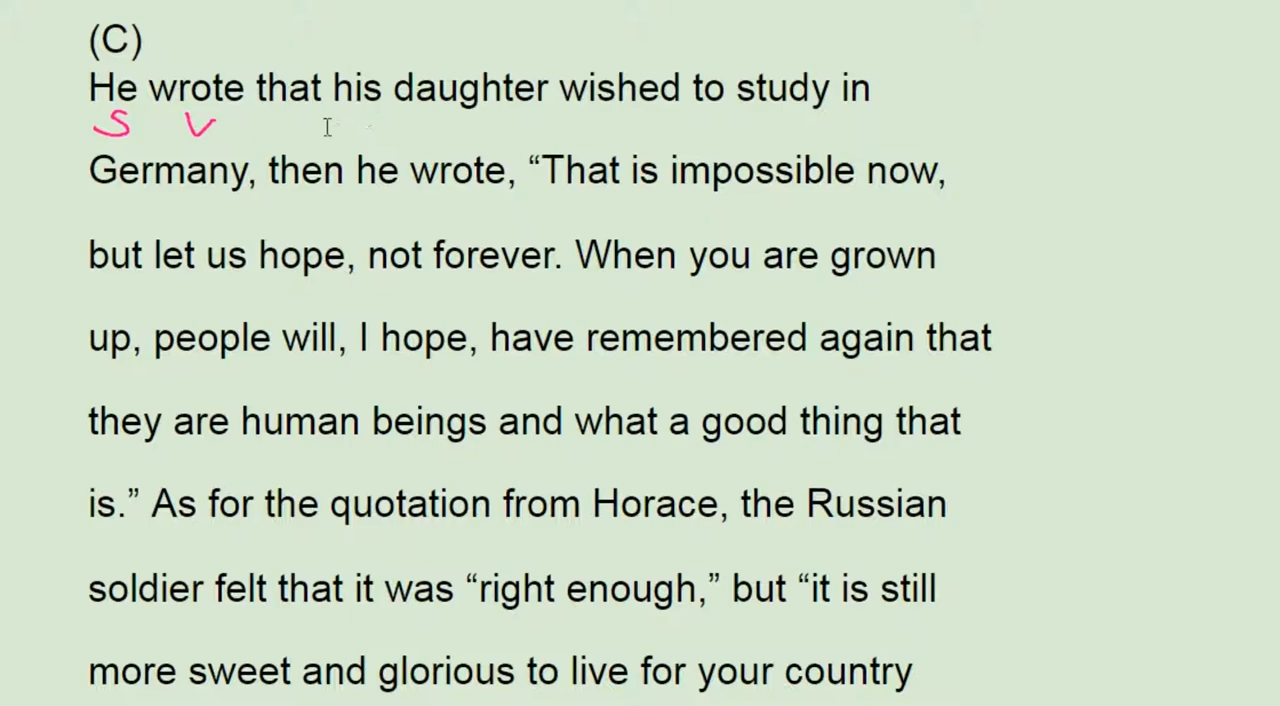 (C)
He wrote that his daughter wished to study in
S V
Germany, then he wrote, “That is impossible now,
but let us hope, not forever. When you are grown
up, people will, I hope, have remembered again that
they are human beings and what a good thing that
is.” As for the quotation from Horace, the Russian
soldier felt that it was “right enough,” but “it is still
more sweet and glorious to live for your country